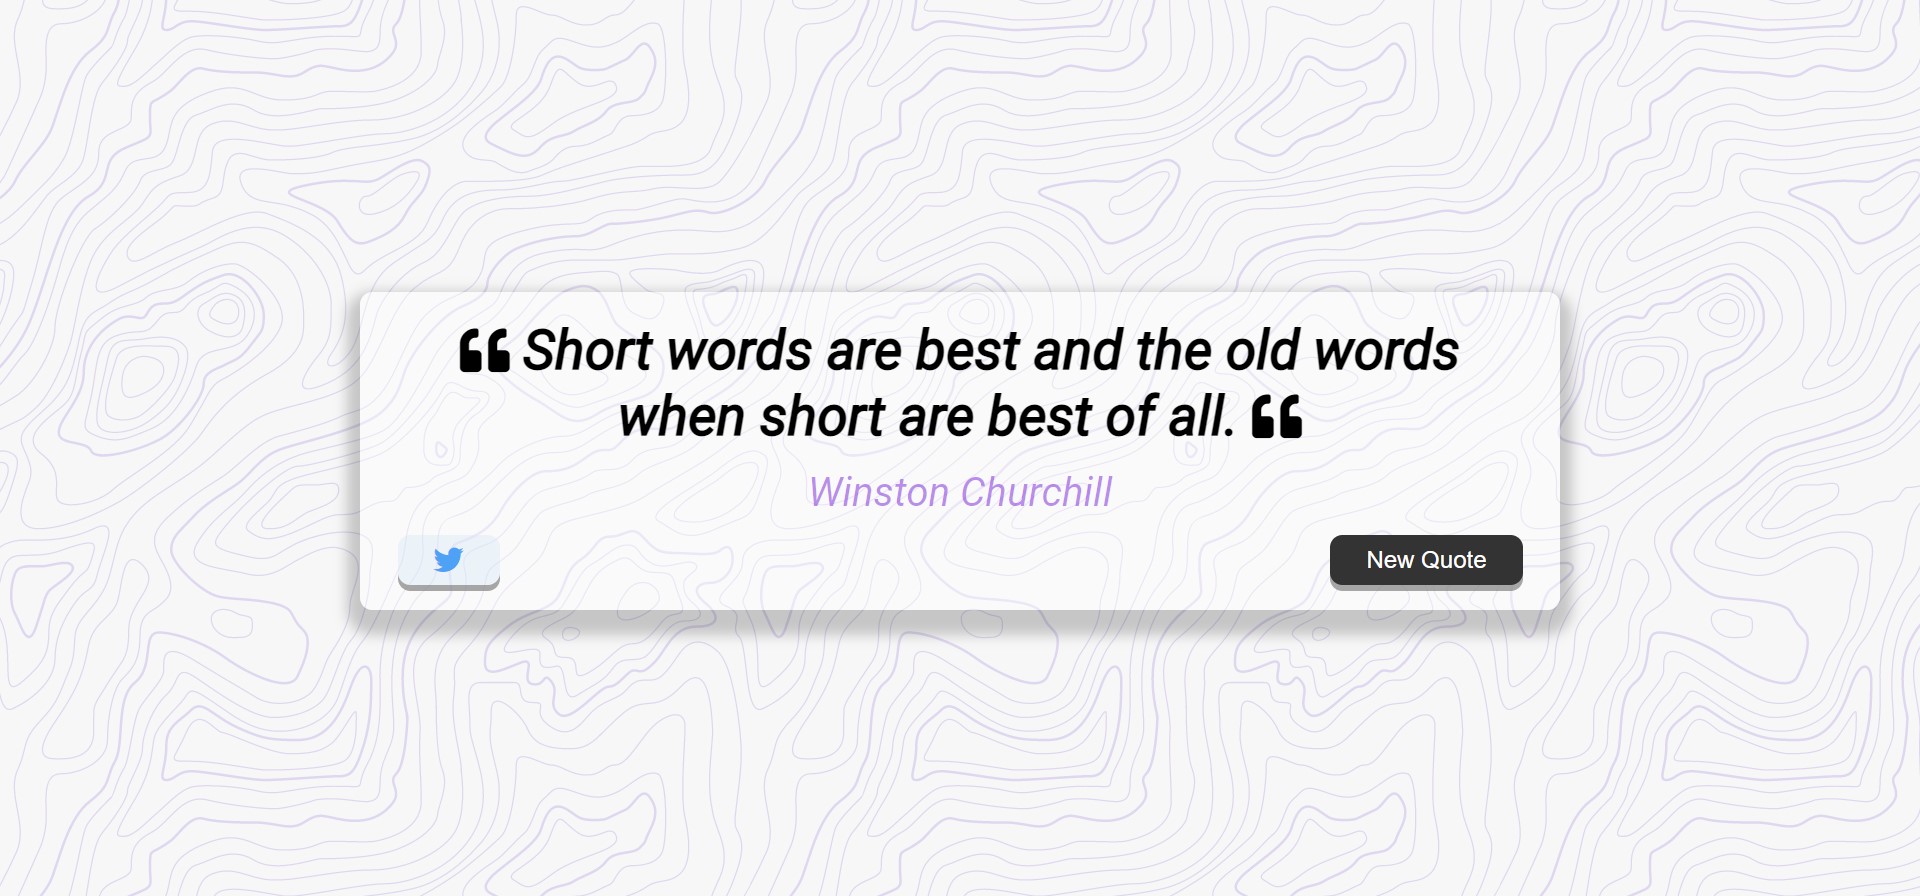 “ Short words are best and the old words
when short are best of all. “
Winston Churchill
New Quote